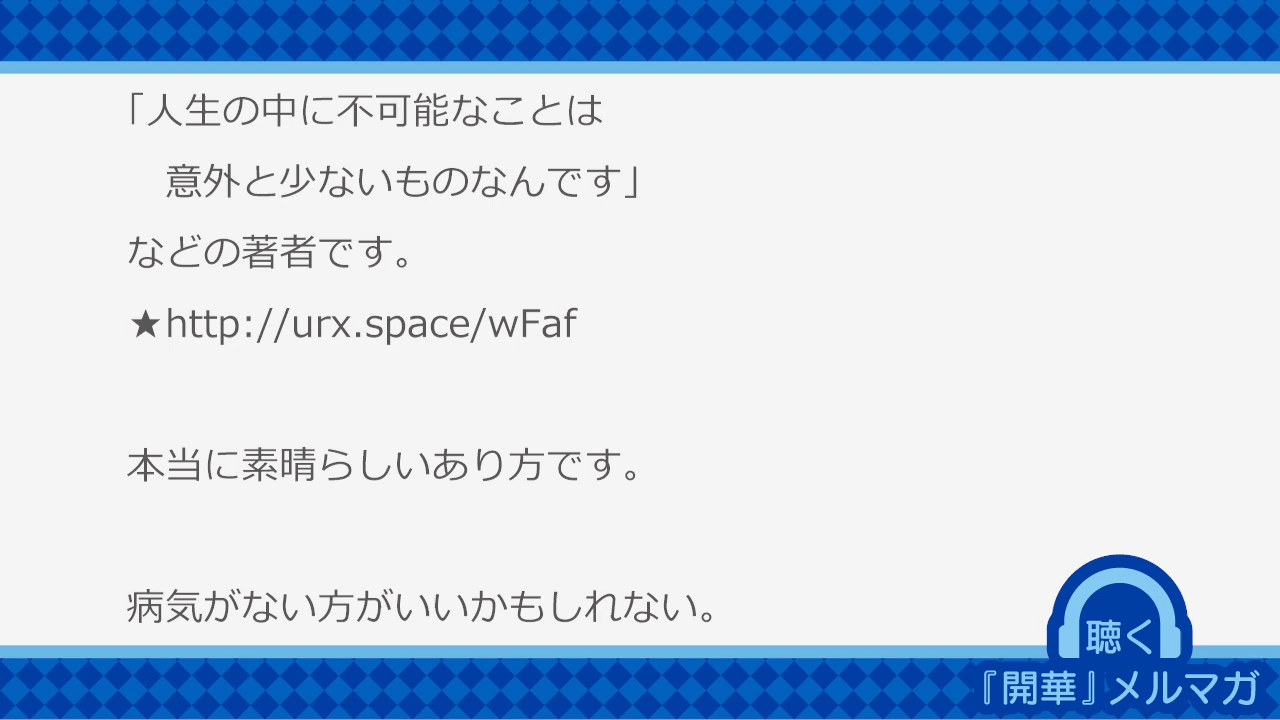 「人生の中に不可能なことは
意外と少ないものなんです」
などの著者です。
★http://urx.space/wFaf
本当に素晴らしいあり方です。
病気がない方がいいかもしれない。
聴く
『開華』メルマガ